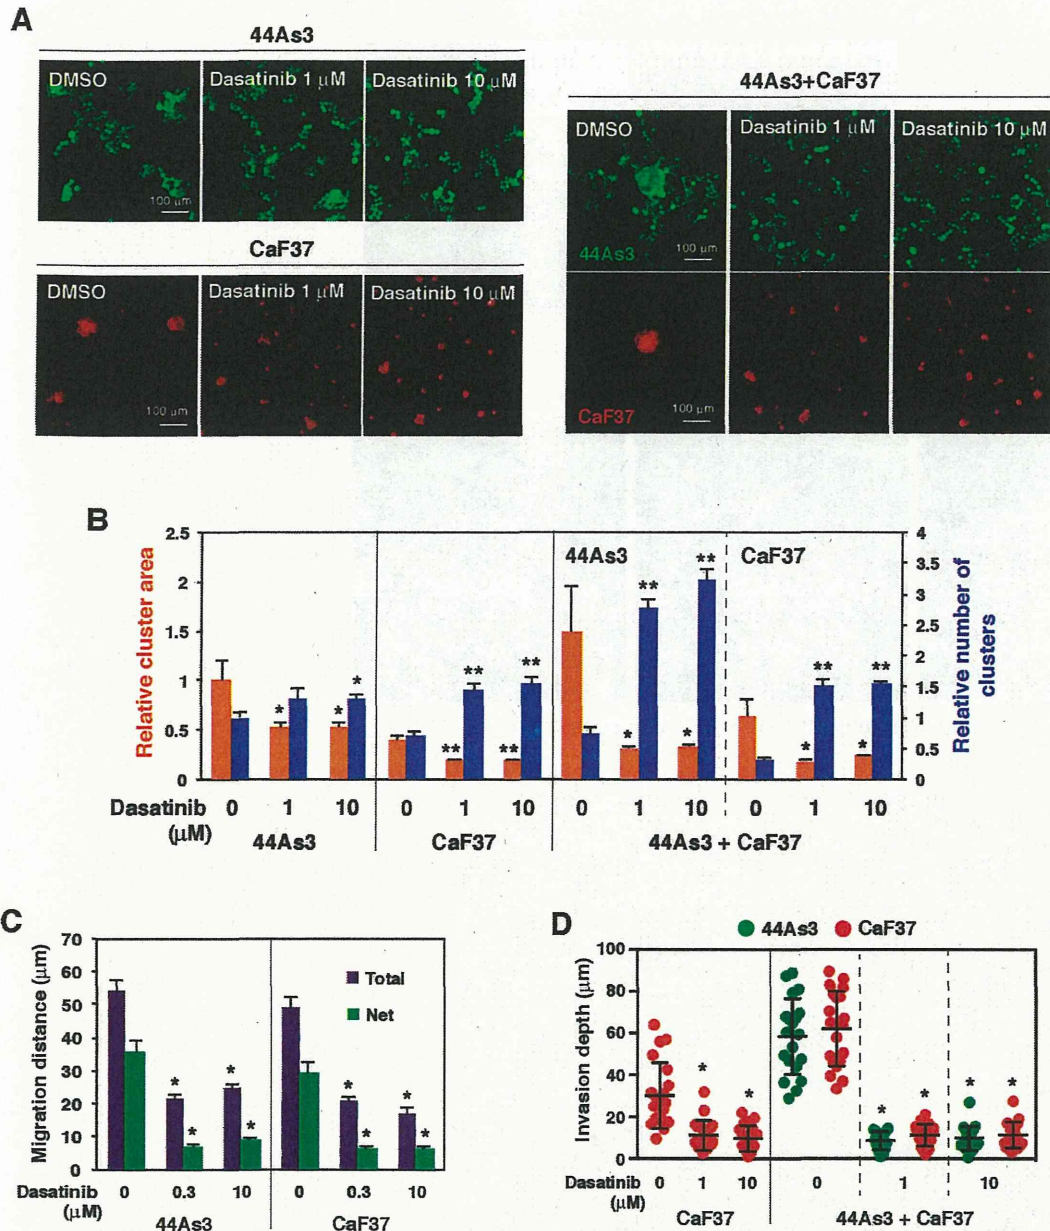 A
44As3
DMSO
Dasatinib 1 µM
Dasatinib 10 µM
100 µm
CaF37
DMSO
Dasatinib 1 µM
Dasatinib 10 µM
100 µm
44As3+CaF37
DMSO
Dasatinib 1 µM
Dasatinib 10 µM
44As3
100 µm
CaF37
100 µm
B
Relative cluster area
2.5
2
1.5
1
0.5
0
44As3
CaF37
* * * ** ** ** ** * ** * ** * ** * **
4
3.5
3
2.5
2
1.5
1
0.5
0
Relative number of clusters
Dasatinib (µM)
0 1 10 0 1 10 0 1 10 0 1 10
44As3 CaF37 44As3 + CaF37
C
Migration distance (µm)
70
60
50
40
30
20
10
0
Total
Net
* * * * * * * *
Dasatinib (µM)
0 0.3 10 0 0.3 10
44As3 CaF37
D
44As3 CaF37
Invasion depth (µm)
100
80
60
40
20
0
* * * * * *
Dasatinib (µM)
0 1 10 0 1 10
CaF37 44As3 + CaF37